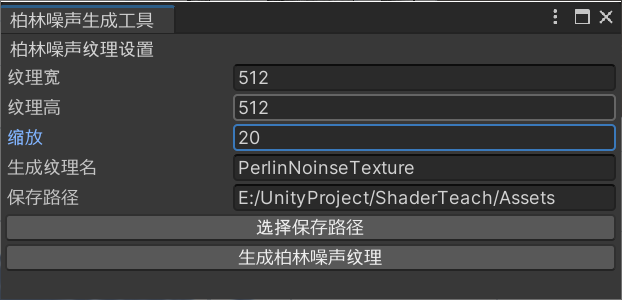 柏林噪声生成工具
柏林噪声纹理设置
纹理宽 512
纹理高 512
缩放 20
生成纹理名 PerlinNoinseTexture
保存路径 E:/UnityProject/ShaderTeach/Assets
选择保存路径
生成柏林噪声纹理